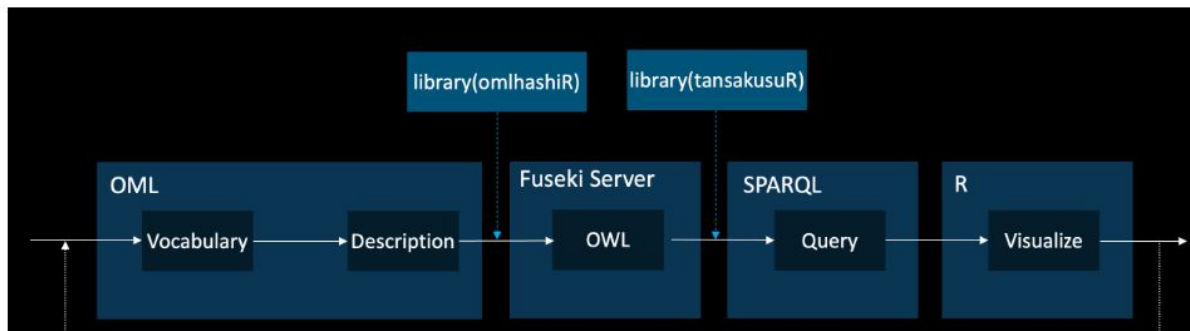 library(omlhashiR)
library(tansakusuR)
OML
Fuseki Server
SPARQL
R
Vocabulary
Description
OWL
Query
Visualize